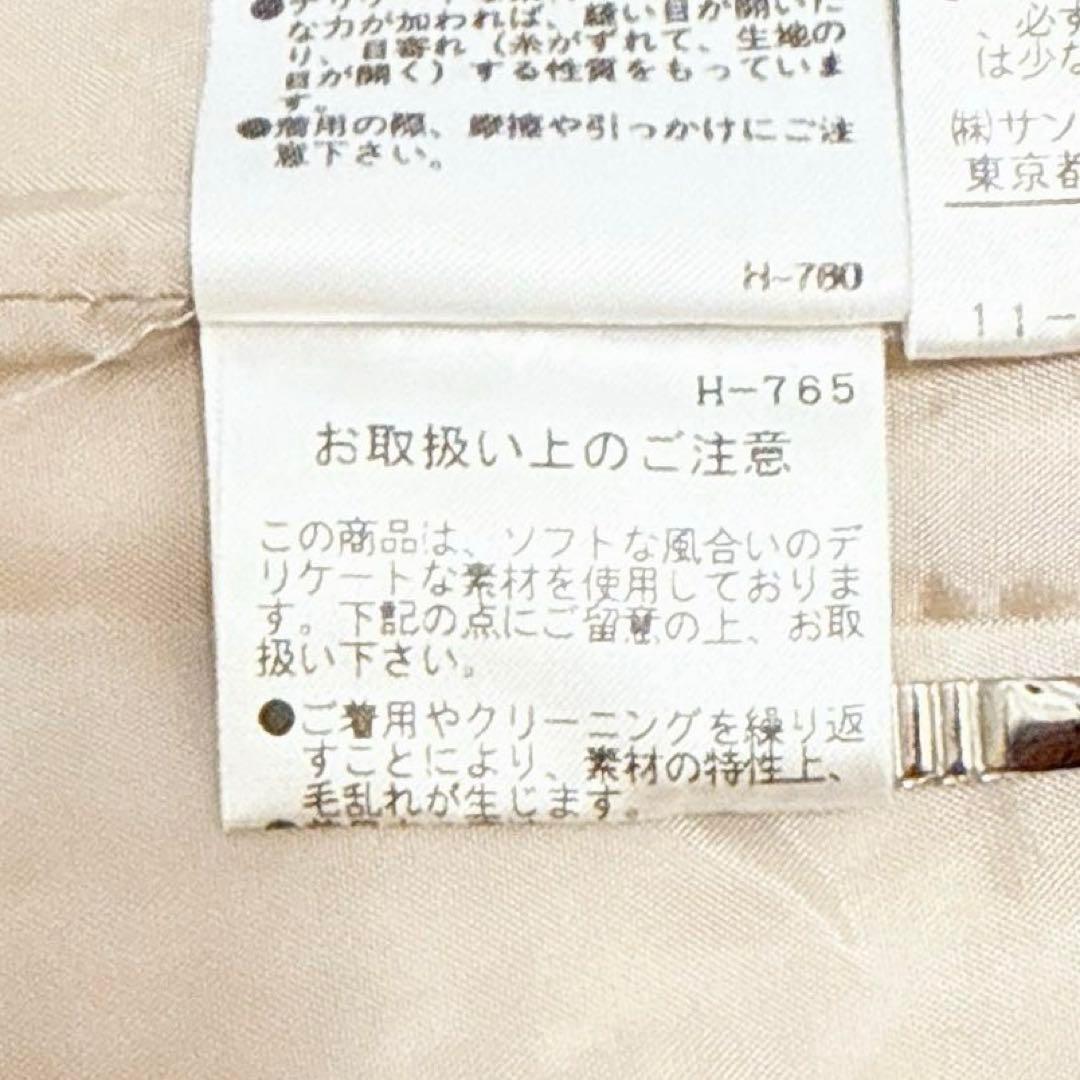 な力が加われば、縫い目が開いた
り、目寄れ（糸がずれて、生地の
目が開く）する性質をもっていま
す。
●着用の際、摩擦や引っかけにご注
意下さい。
H-780
、必ず
は少な
㈱サン
東京都
11-
H-765
お取扱い上のご注意
この商品は、ソフトな風合いのデ
リケートな素材を使用しておりま
す。下記の点にご留意の上、お取
扱い下さい。
●ご着用やクリーニングを繰り返
すことにより、素材の特性上、
毛乱れが生じます。